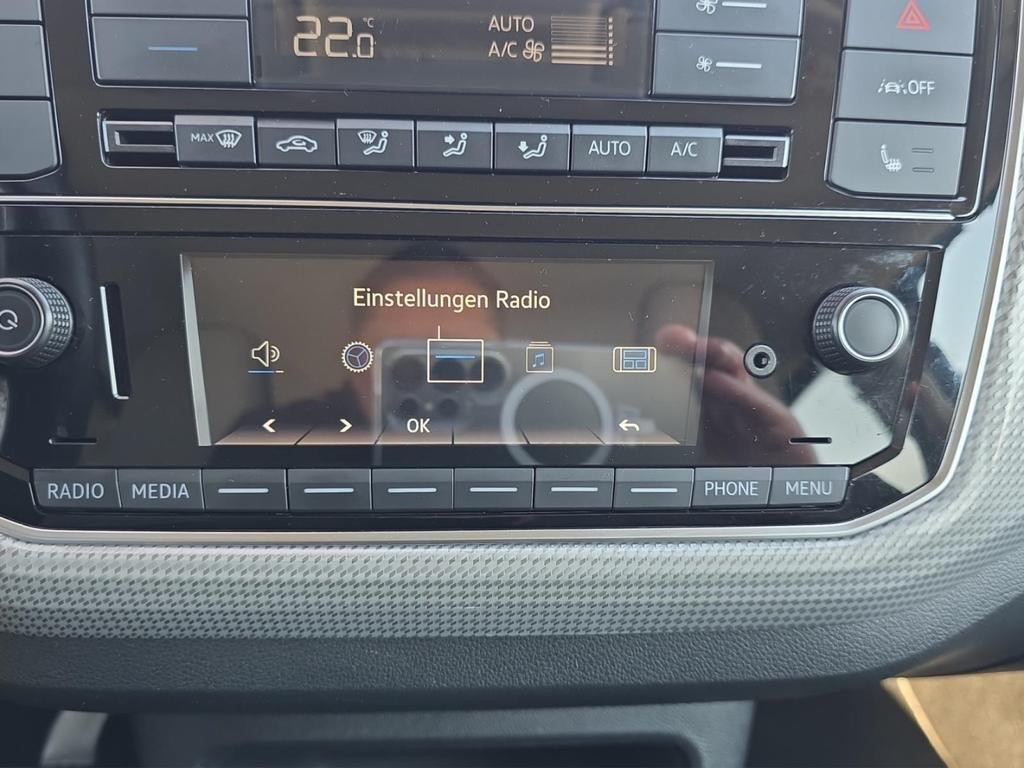 22.0 °C
AUTO
A/C
OFF
MAX
AUTO
A/C
Einstellungen Radio
< > OK
RADIO MEDIA PHONE MENU